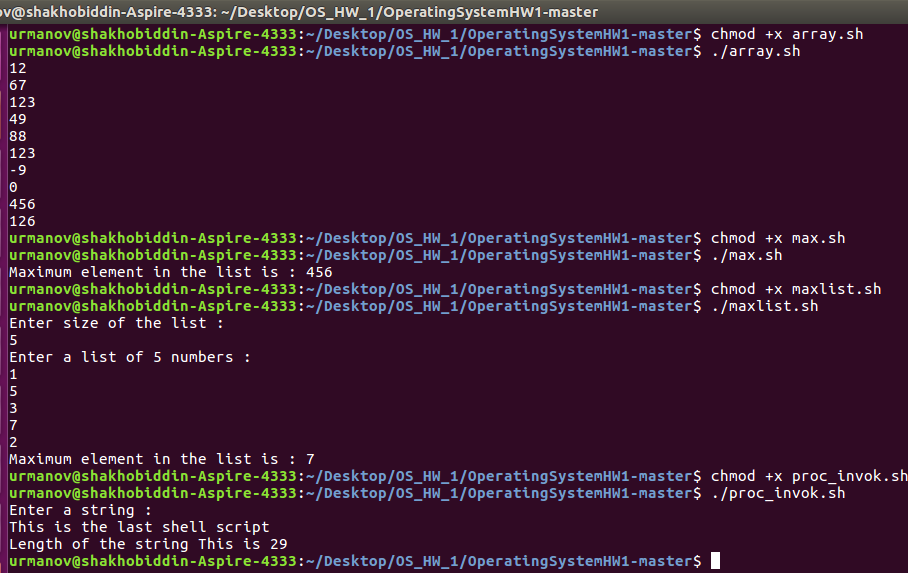 ov@shakhobiddin-Aspire-4333: ~/Desktop/OS_HW_1/OperatingSystemHW1-master
urmanov@shakhobiddin-Aspire-4333:~/Desktop/OS_HW_1/OperatingSystemHW1-master$ chmod +x array.sh
urmanov@shakhobiddin-Aspire-4333:~/Desktop/OS_HW_1/OperatingSystemHW1-master$ ./array.sh
12
67
123
49
88
123
-9
0
456
126
urmanov@shakhobiddin-Aspire-4333:~/Desktop/OS_HW_1/OperatingSystemHW1-master$ chmod +x max.sh
urmanov@shakhobiddin-Aspire-4333:~/Desktop/OS_HW_1/OperatingSystemHW1-master$ ./max.sh
Maximum element in the list is : 456
urmanov@shakhobiddin-Aspire-4333:~/Desktop/OS_HW_1/OperatingSystemHW1-master$ chmod +x maxlist.sh
urmanov@shakhobiddin-Aspire-4333:~/Desktop/OS_HW_1/OperatingSystemHW1-master$ ./maxlist.sh
Enter size of the list :
5
Enter a list of 5 numbers :
1
5
3
7
2
Maximum element in the list is : 7
urmanov@shakhobiddin-Aspire-4333:~/Desktop/OS_HW_1/OperatingSystemHW1-master$ chmod +x proc_invok.sh
urmanov@shakhobiddin-Aspire-4333:~/Desktop/OS_HW_1/OperatingSystemHW1-master$ ./proc_invok.sh
Enter a string :
This is the last shell script
Length of the string This is 29
urmanov@shakhobiddin-Aspire-4333:~/Desktop/OS_HW_1/OperatingSystemHW1-master$